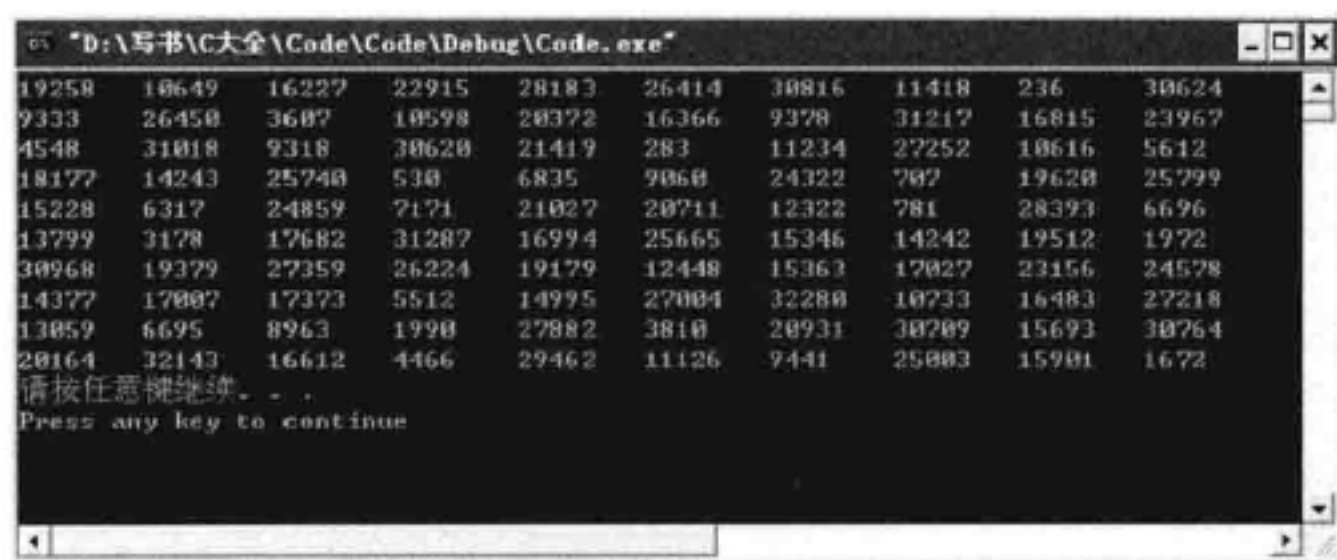 "D:\写书\C大全\Code\Code\Debug\Code.exe"
19258 10649 16227 22915 28183 26414 30816 11418 236 30624
9333 26450 3607 10598 20372 16366 9378 31217 16815 23967
4548 31018 9318 30620 21419 283 11234 27252 10616 5612
18177 14243 25740 530 6835 9060 24322 707 19620 25799
15228 6317 24859 7171 21027 20711 12322 781 28393 6696
13799 3178 17682 31287 16994 25665 15346 14242 19512 1972
30968 19379 27359 26224 19179 12448 15363 17027 23156 24578
14377 17007 17373 5512 14995 27004 32280 10733 16483 27218
13059 6695 8963 1990 27882 3810 20931 30709 15693 30764
20164 32143 16612 4466 29462 11126 9441 25003 15901 1672
请按任意键继续. . .
Press any key to continue